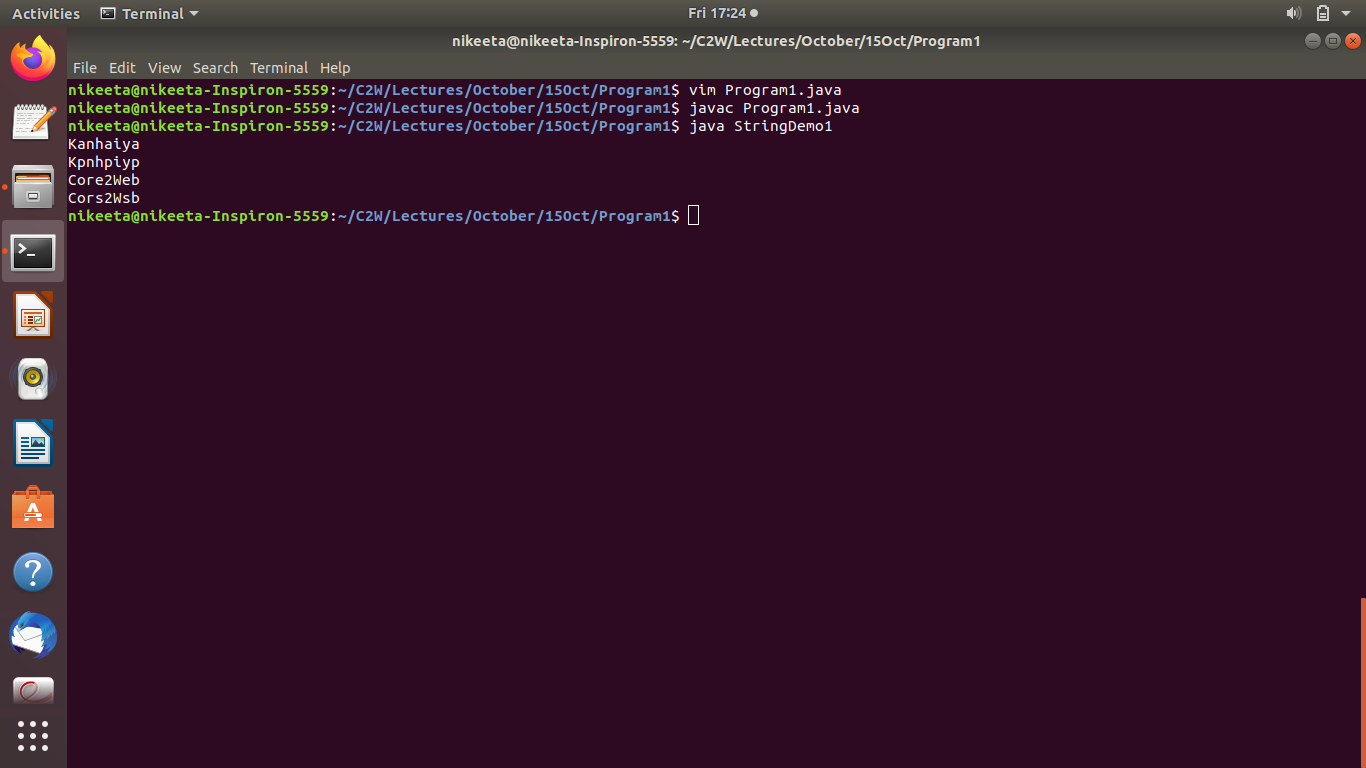 Activities Terminal Fri 17:24
nikeeta@nikeeta-Inspiron-5559: ~/C2W/Lectures/October/15Oct/Program1
File Edit View Search Terminal Help
nikeeta@nikeeta-Inspiron-5559:~/C2W/Lectures/October/15Oct/Program1$ vim Program1.java
nikeeta@nikeeta-Inspiron-5559:~/C2W/Lectures/October/15Oct/Program1$ javac Program1.java
nikeeta@nikeeta-Inspiron-5559:~/C2W/Lectures/October/15Oct/Program1$ java StringDemo1
Kanhaiya
Kpnhpiyp
Core2Web
Cors2Wsb
nikeeta@nikeeta-Inspiron-5559:~/C2W/Lectures/October/15Oct/Program1$